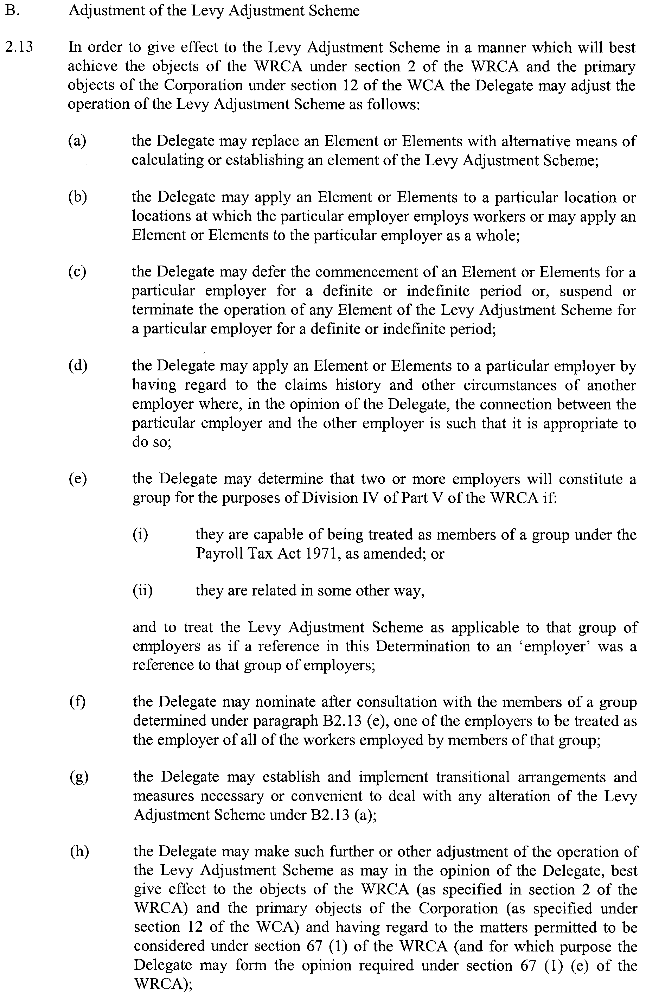 B. Adjustment of the Levy Adjustment Scheme
2.13 In order to give effect to the Levy Adjustment Scheme in a manner which will best
achieve the objects of the WRCA under section 2 of the WRCA and the primary
objects of the Corporation under section 12 of the WCA the Delegate may adjust the
operation of the Levy Adjustment Scheme as follows:
(a) the Delegate may replace an Element or Elements with alternative means of
calculating or establishing an element of the Levy Adjustment Scheme;
(b) the Delegate may apply an Element or Elements to a particular location or
locations at which the particular employer employs workers or may apply an
Element or Elements to the particular employer as a whole;
(c) the Delegate may defer the commencement of an Element or Elements for a
particular employer for a definite or indefinite period or, suspend or
terminate the operation of any Element of the Levy Adjustment Scheme for
a particular employer for a definite or indefinite period;
(d) the Delegate may apply an Element or Elements to a particular employer by
having regard to the claims history and other circumstances of another
employer where, in the opinion of the Delegate, the connection between the
particular employer and the other employer is such that it is appropriate to
do so;
(e) the Delegate may determine that two or more employers will constitute a
group for the purposes of Division IV of Part V of the WRCA if:
(i) they are capable of being treated as members of a group under the
Payroll Tax Act 1971, as amended; or
(ii) they are related in some other way,
and to treat the Levy Adjustment Scheme as applicable to that group of
employers as if a reference in this Determination to an ‘employer’ was a
reference to that group of employers;
(f) the Delegate may nominate after consultation with the members of a group
determined under paragraph B2.13 (e), one of the employers to be treated as
the employer of all of the workers employed by members of that group;
(g) the Delegate may establish and implement transitional arrangements and
measures necessary or convenient to deal with any alteration of the Levy
Adjustment Scheme under B2.13 (a);
(h) the Delegate may make such further or other adjustment of the operation of
the Levy Adjustment Scheme as may in the opinion of the Delegate, best
give effect to the objects of the WRCA (as specified in section 2 of the
WRCA) and the primary objects of the Corporation (as specified under
section 12 of the WCA) and having regard to the matters permitted to be
considered under section 67 (1) of the WRCA (and for which purpose the
Delegate may form the opinion required under section 67 (1) (e) of the
WRCA);